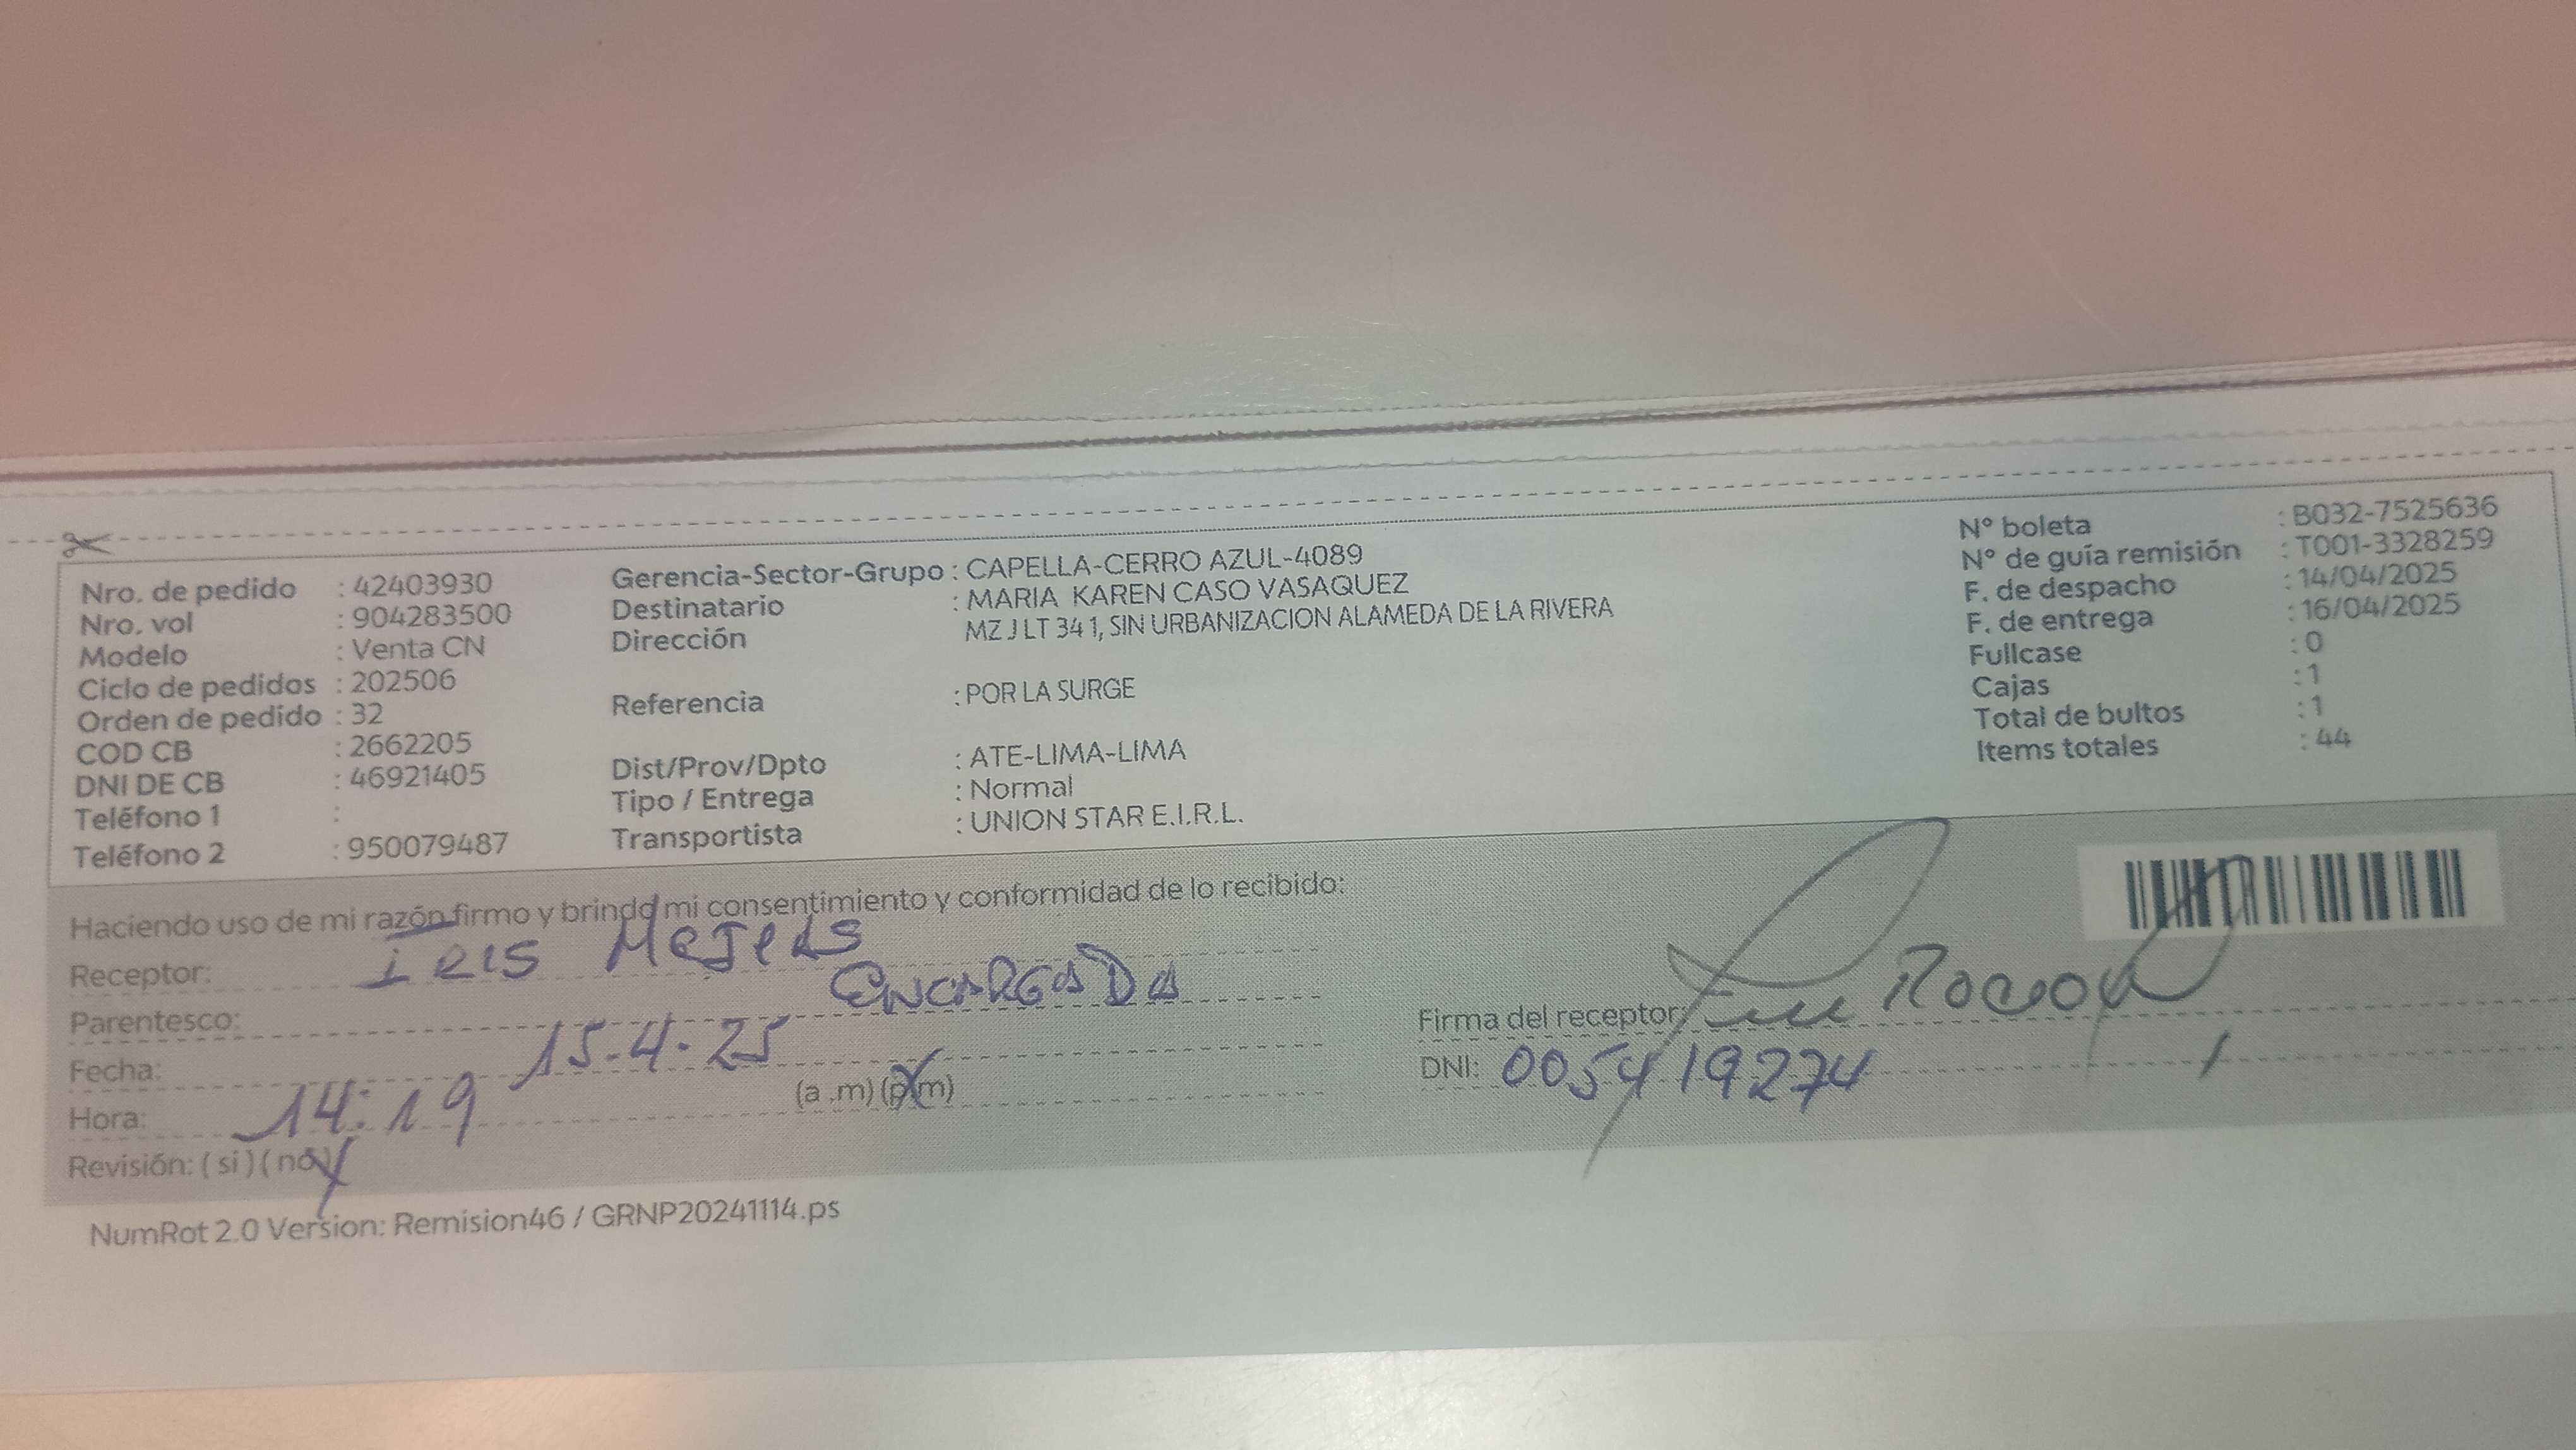 Nro. de pedido : 42403930
Nro. vol : 904283500
Modelo : Venta CN
Ciclo de pedidos : 202506
Orden de pedido : 32
COD CB : 2662205
DNI DE CB : 46921405
Teléfono 1 :
Teléfono 2 : 950079487
Gerencia-Sector-Grupo : CAPELLA-CERRO AZUL-4089
Destinatario : MARIA KAREN CASO VASAQUEZ
Dirección MZ J LT 34 1, SIN URBANIZACION ALAMEDA DE LA RIVERA
Referencia : POR LA SURGE
Dist/Prov/Dpto : ATE-LIMA-LIMA
Tipo / Entrega : Normal
Transportista : UNION STAR E.I.R.L.
N° boleta : B032-7525636
N° de guía remisión : T001-3328259
F. de despacho : 14/04/2025
F. de entrega : 16/04/2025
Fullcase : 0
Cajas : 1
Total de bultos : 1
Items totales : 44
Haciendo uso de mi razón firmo y brindo mi consentimiento y conformidad de lo recibido:
Receptor: IRIS
Parentesco: ENCARGADA
Fecha: 15-4-25
Hora: 14:19 (a .m) (p.m)
Revisión: ( si ) ( no )
Firma del receptor:
DNI: 005419274
NumRot 2.0 Version: Remision46 / GRNP20241114.ps